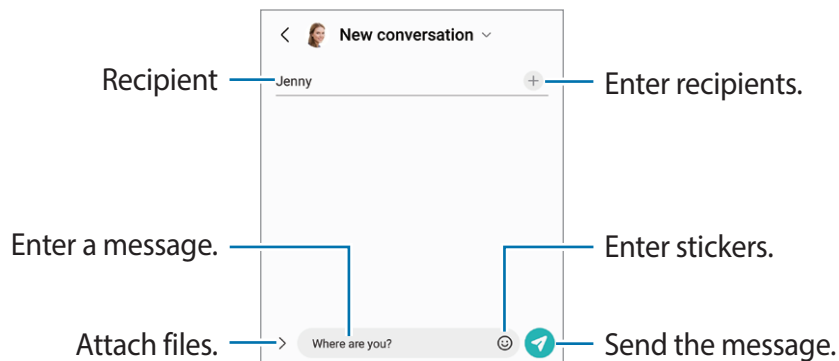 New conversation
Recipient
Jenny
Enter recipients.
Enter a message.
Enter stickers.
Attach files.
Where are you?
Send the message.